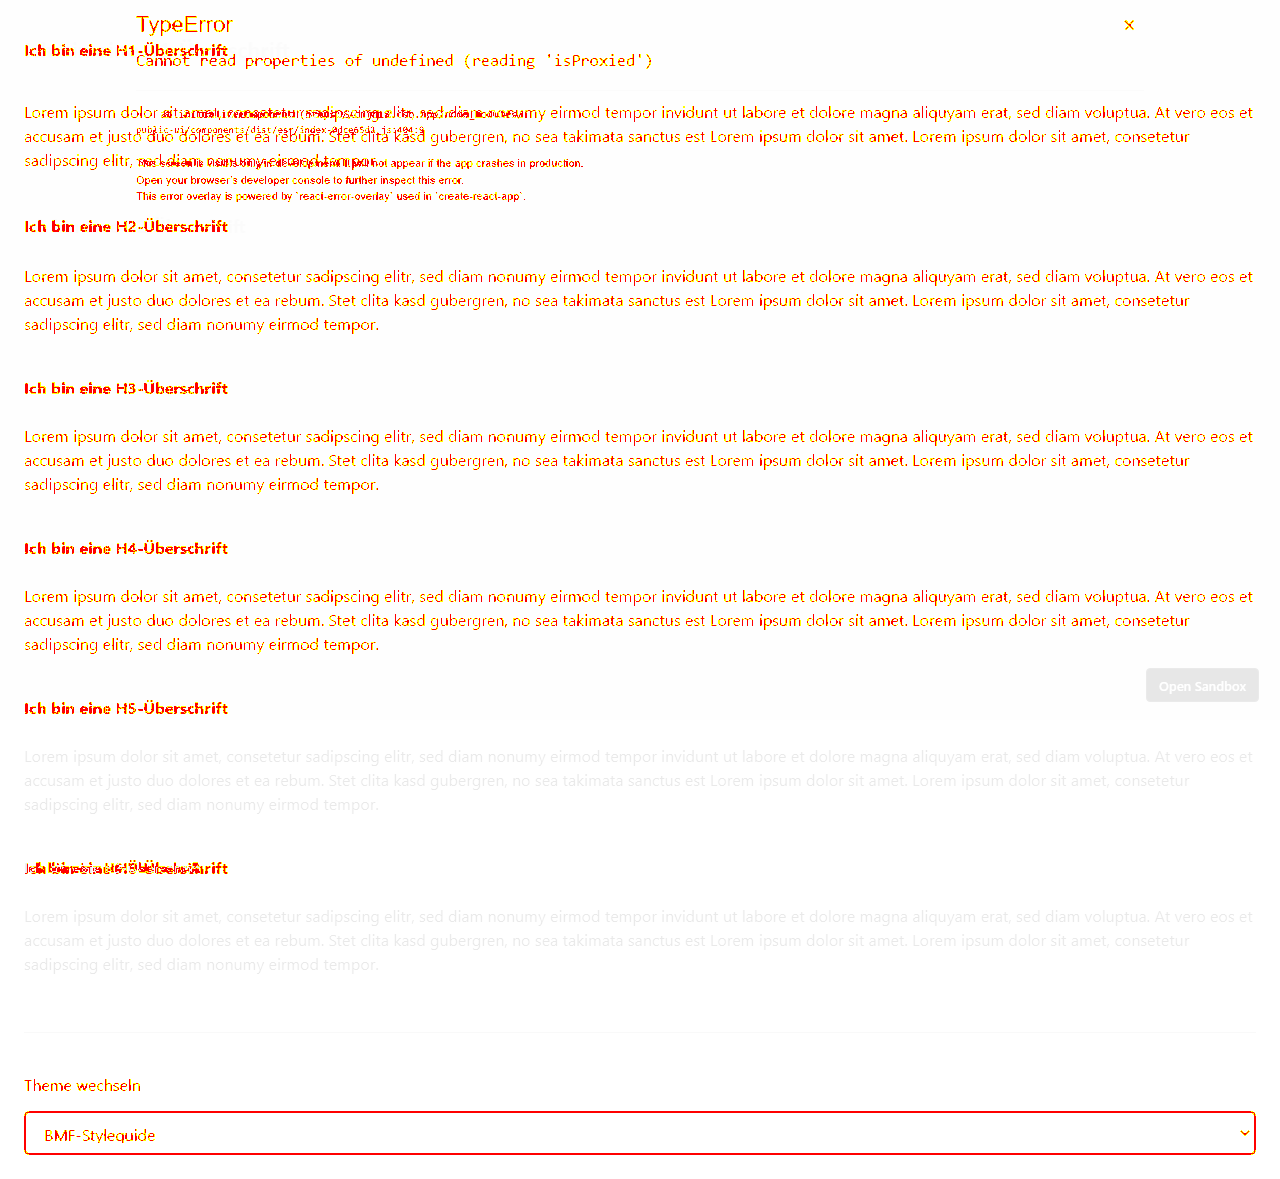 TypeError
×
Ich bin eine H1-Überschrift
Cannot read properties of undefined (reading 'isProxied')
Lorem ipsum dolor sit amet, consetetur sadipscing elitr, sed diam nonumy eirmod tempor invidunt ut labore et dolore magna aliquyam erat, sed diam voluptua. At vero eos et
accusam et justo duo dolores et ea rebum. Stet clita kasd gubergren, no sea takimata sanctus est Lorem ipsum dolor sit amet. Lorem ipsum dolor sit amet, consetetur
public-ui/components/dist/esm/index
sadipscing elitr, sed diam nonumy eirmod tempor.
This screen is visible only in development. It will not appear if the app crashes in production.
Open your browser's developer console to further inspect this error.
This error overlay is powered by `react-error-overlay` used in `create-react-app`.
Ich bin eine H2-Überschrift
Lorem ipsum dolor sit amet, consetetur sadipscing elitr, sed diam nonumy eirmod tempor invidunt ut labore et dolore magna aliquyam erat, sed diam voluptua. At vero eos et
accusam et justo duo dolores et ea rebum. Stet clita kasd gubergren, no sea takimata sanctus est Lorem ipsum dolor sit amet. Lorem ipsum dolor sit amet, consetetur
sadipscing elitr, sed diam nonumy eirmod tempor.
Ich bin eine H3-Überschrift
Lorem ipsum dolor sit amet, consetetur sadipscing elitr, sed diam nonumy eirmod tempor invidunt ut labore et dolore magna aliquyam erat, sed diam voluptua. At vero eos et
accusam et justo duo dolores et ea rebum. Stet clita kasd gubergren, no sea takimata sanctus est Lorem ipsum dolor sit amet. Lorem ipsum dolor sit amet, consetetur
sadipscing elitr, sed diam nonumy eirmod tempor.
Ich bin eine H4-Überschrift
Lorem ipsum dolor sit amet, consetetur sadipscing elitr, sed diam nonumy eirmod tempor invidunt ut labore et dolore magna aliquyam erat, sed diam voluptua. At vero eos et
accusam et justo duo dolores et ea rebum. Stet clita kasd gubergren, no sea takimata sanctus est Lorem ipsum dolor sit amet. Lorem ipsum dolor sit amet, consetetur
sadipscing elitr, sed diam nonumy eirmod tempor.
Open Sandbox
Ich bin eine H5-Überschrift
Lorem ipsum dolor sit amet, consetetur sadipscing elitr, sed diam nonumy eirmod tempor invidunt ut labore et dolore magna aliquyam erat, sed diam voluptua. At vero eos et
accusam et justo duo dolores et ea rebum. Stet clita kasd gubergren, no sea takimata sanctus est Lorem ipsum dolor sit amet. Lorem ipsum dolor sit amet, consetetur
sadipscing elitr, sed diam nonumy eirmod tempor.
Lorem ipsum dolor sit amet, consetetur sadipscing elitr, sed diam nonumy eirmod tempor invidunt ut labore et dolore magna aliquyam erat, sed diam voluptua. At vero eos et
accusam et justo duo dolores et ea rebum. Stet clita kasd gubergren, no sea takimata sanctus est Lorem ipsum dolor sit amet. Lorem ipsum dolor sit amet, consetetur
sadipscing elitr, sed diam nonumy eirmod tempor.
Theme wechseln
BMF-Styleguide